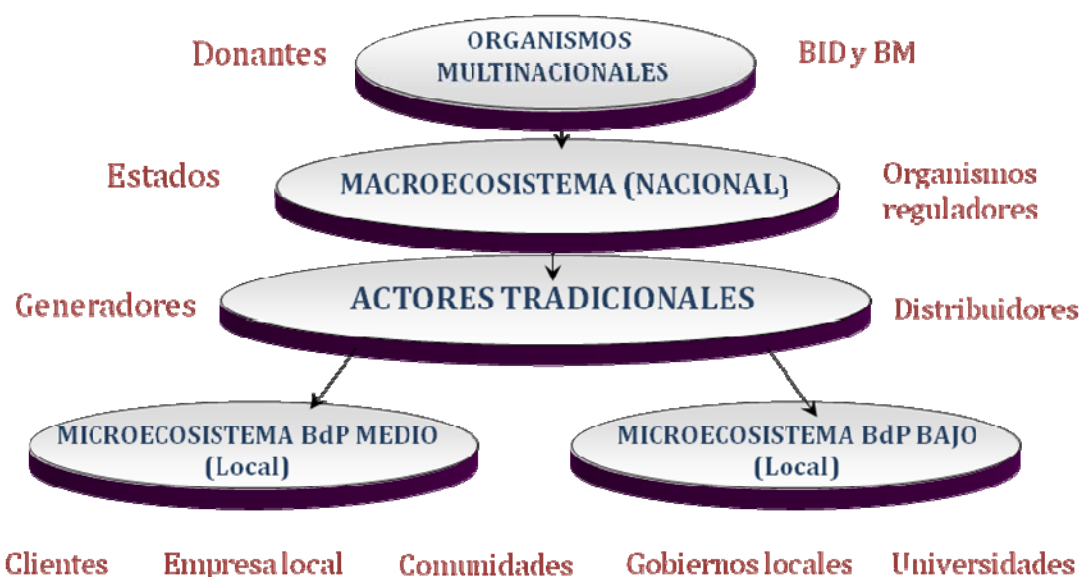 Donantes
ORGANISMOS
MULTINACIONALES
BID y BM
Estados
MACROECOSISTEMA (NACIONAL)
Organismos
reguladores
Generadores
ACTORES TRADICIONALES
Distribuidores
MICROECOSISTEMA BdP MEDIO
(Local)
MICROECOSISTEMA BdP BAJO
(Local)
Clientes
Empresa local
Comunidades
Gobiernos locales
Universidades